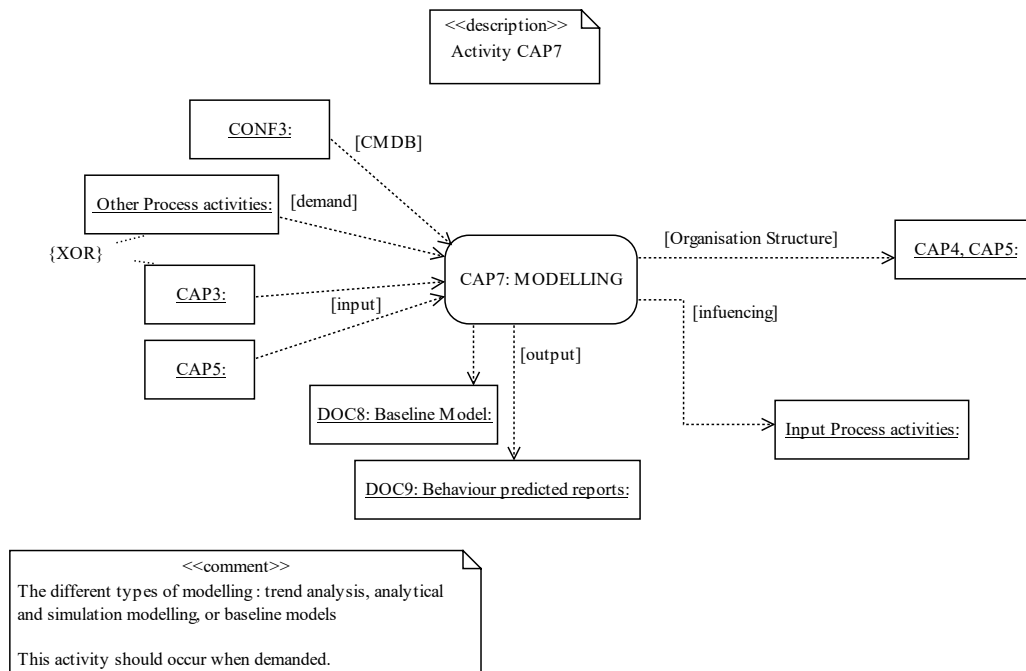 <<description>>
Activity CAP7
CONF3:
[CMDB]
Other Process activities:
[demand]
{XOR}
[Organisation Structure]
CAP4, CAP5:
CAP7: MODELLING
CAP3:
[input]
[infuencing]
CAP5:
[output]
DOC8: Baseline Model:
Input Process activities:
DOC9: Behaviour predicted reports:
<<comment>>
The different types of modelling : trend analysis, analytical
and simulation modelling, or baseline models
This activity should occur when demanded.